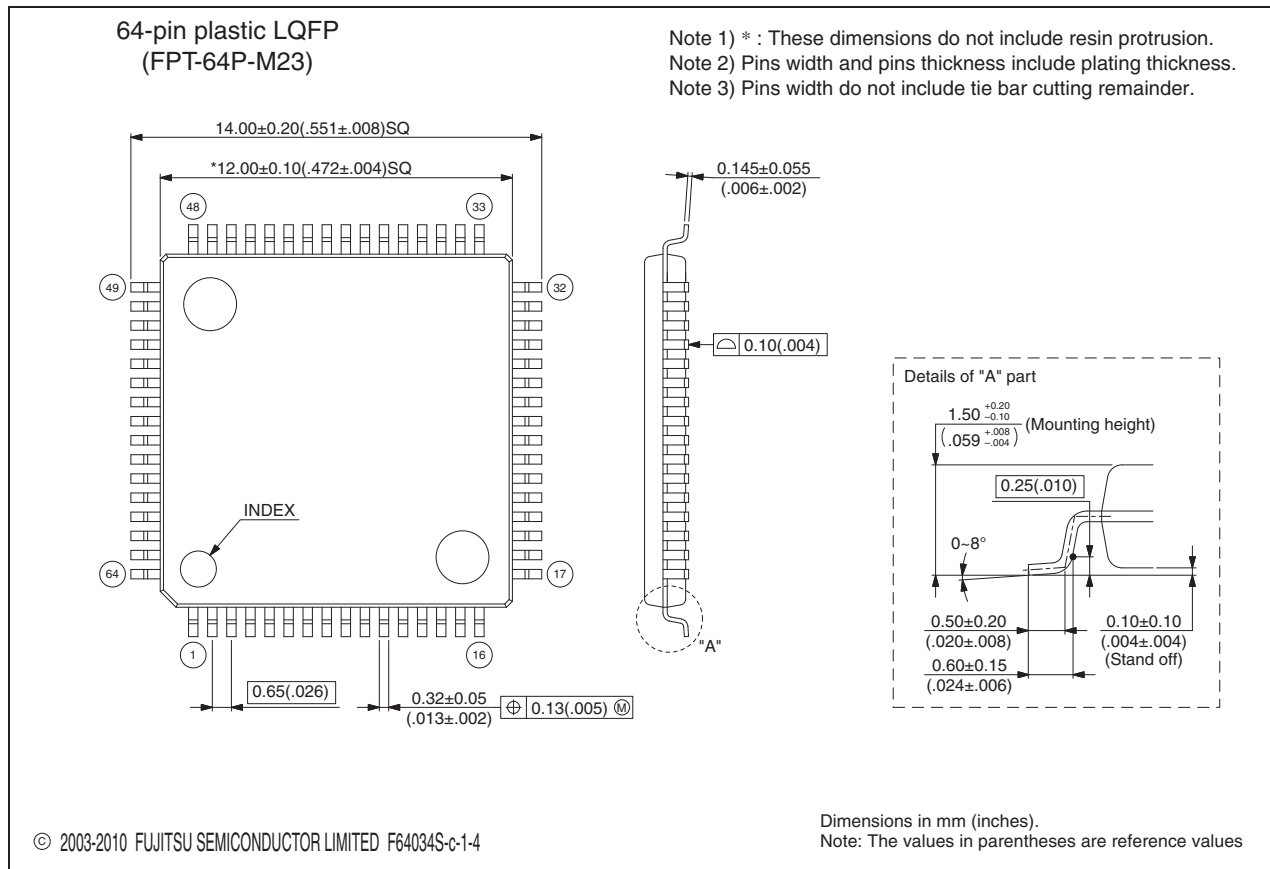 64-pin plastic LQFP
(FPT-64P-M23)
Note 1) * : These dimensions do not include resin protrusion.
Note 2) Pins width and pins thickness include plating thickness.
Note 3) Pins width do not include tie bar cutting remainder.
14.00±0.20(.551±.008)SQ
*12.00±0.10(.472±.004)SQ
0.145±0.055
(.006±.002)
48
33
49
32
0.10(.004)
Details of "A" part
1.50 +0.20 −0.10
(.059 +.008 −.004)
(Mounting height)
0.25(.010)
INDEX
0~8°
64
17
1
16
"A"
0.50±0.20
(.020±.008)
0.10±0.10
(.004±.004)
(Stand off)
0.60±0.15
(.024±.006)
0.65(.026)
0.32±0.05
(.013±.002)
⌖ 0.13(.005) Ⓜ
© 2003-2010 FUJITSU SEMICONDUCTOR LIMITED F64034S-c-1-4
Dimensions in mm (inches).
Note: The values in parentheses are reference values